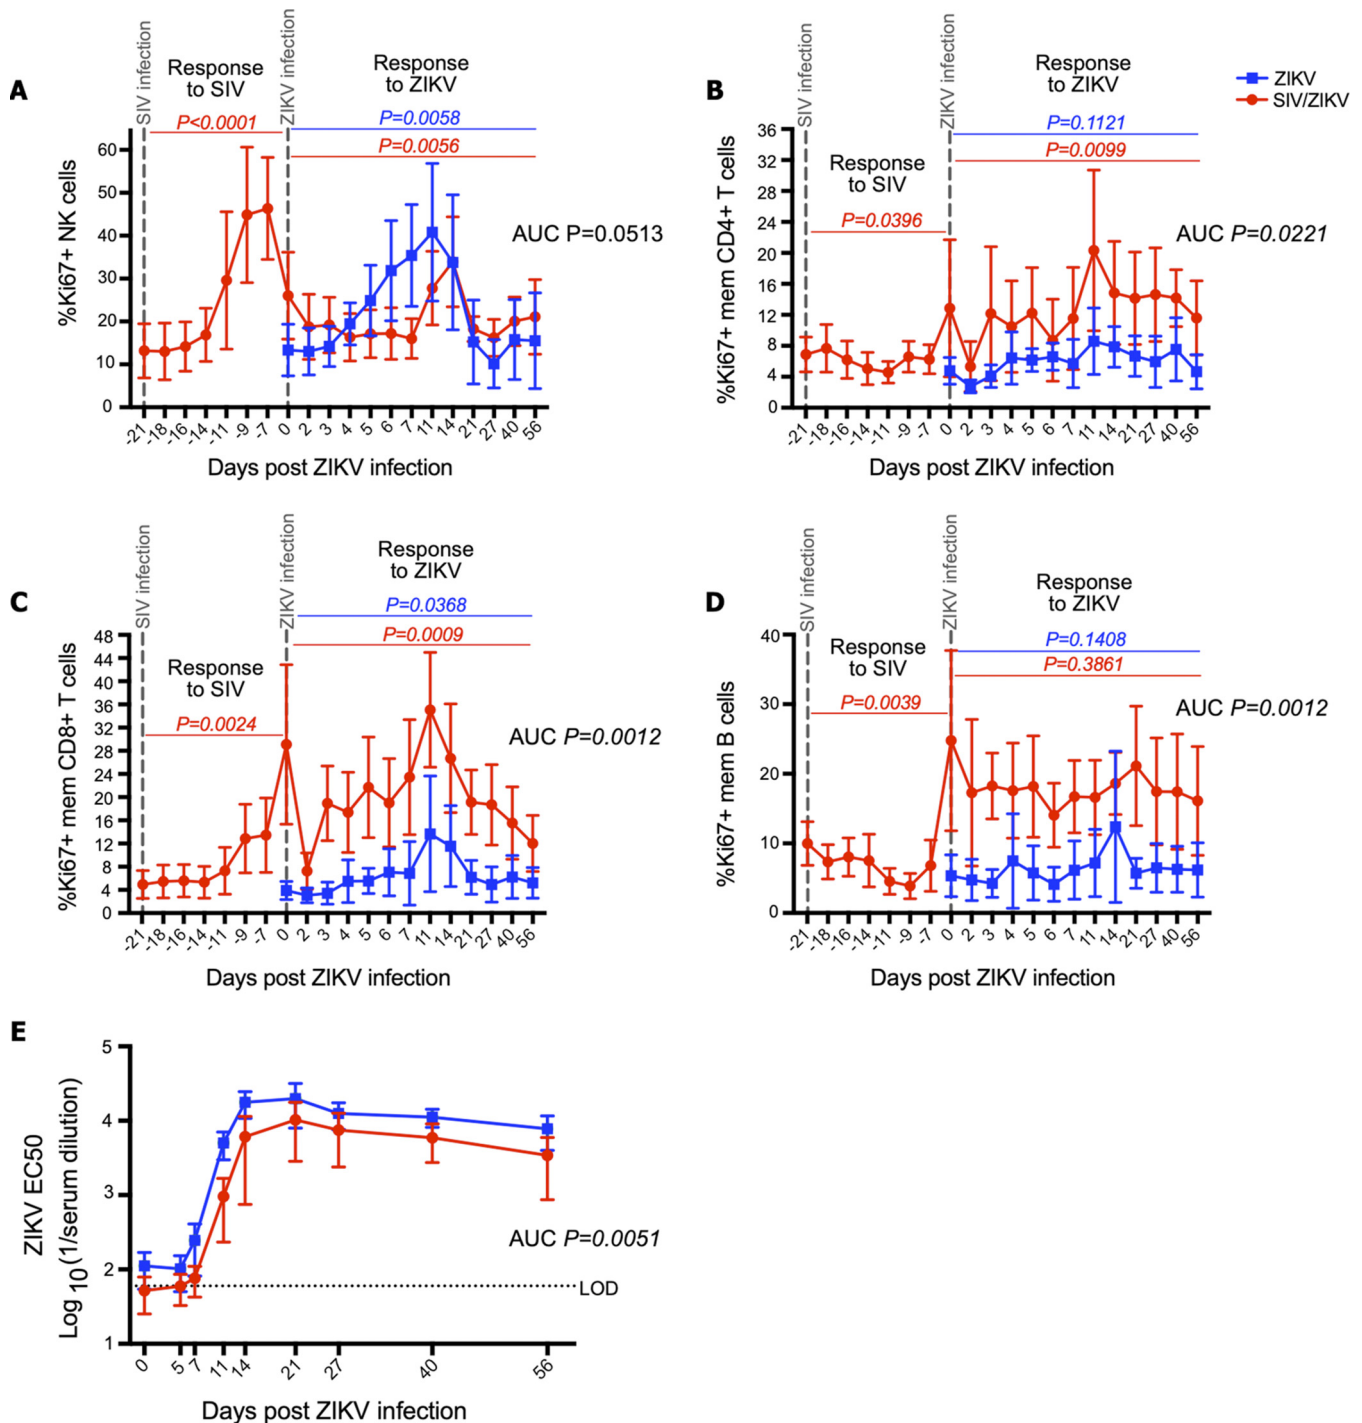 A
SIV infection
Response
to SIV
P<0.0001
ZIKV infection
Response
to ZIKV
P=0.0058
P=0.0056
AUC P=0.0513
%Ki67+ NK cells
60
50
40
30
20
10
0
-21 -18 -16 -14 -11 -9 -7 0 2 3 4 5 6 7 11 14 21 27 40 56
Days post ZIKV infection
B
SIV infection
Response
to SIV
P=0.0396
ZIKV infection
Response
to ZIKV
P=0.1121
P=0.0099
AUC P=0.0221
ZIKV
SIV/ZIKV
%Ki67+ mem CD4+ T cells
36
32
28
24
20
16
12
8
4
0
-21 -18 -16 -14 -11 -9 -7 0 2 3 4 5 6 7 11 14 21 27 40 56
Days post ZIKV infection
C
SIV infection
Response
to SIV
P=0.0024
ZIKV infection
Response
to ZIKV
P=0.0368
P=0.0009
AUC P=0.0012
%Ki67+ mem CD8+ T cells
48
44
40
36
32
28
24
20
16
12
8
4
0
-21 -18 -16 -14 -11 -9 -7 0 2 3 4 5 6 7 11 14 21 27 40 56
Days post ZIKV infection
D
SIV infection
Response
to SIV
P=0.0039
ZIKV infection
Response
to ZIKV
P=0.1408
P=0.3861
AUC P=0.0012
%Ki67+ mem B cells
40
30
20
10
0
-21 -18 -16 -14 -11 -9 -7 0 2 3 4 5 6 7 11 14 21 27 40 56
Days post ZIKV infection
E
ZIKV EC50
Log 10(1/serum dilution)
5
4
3
2
1
AUC P=0.0051
LOD
0 5 7 11 14 21 27 40 56
Days post ZIKV infection